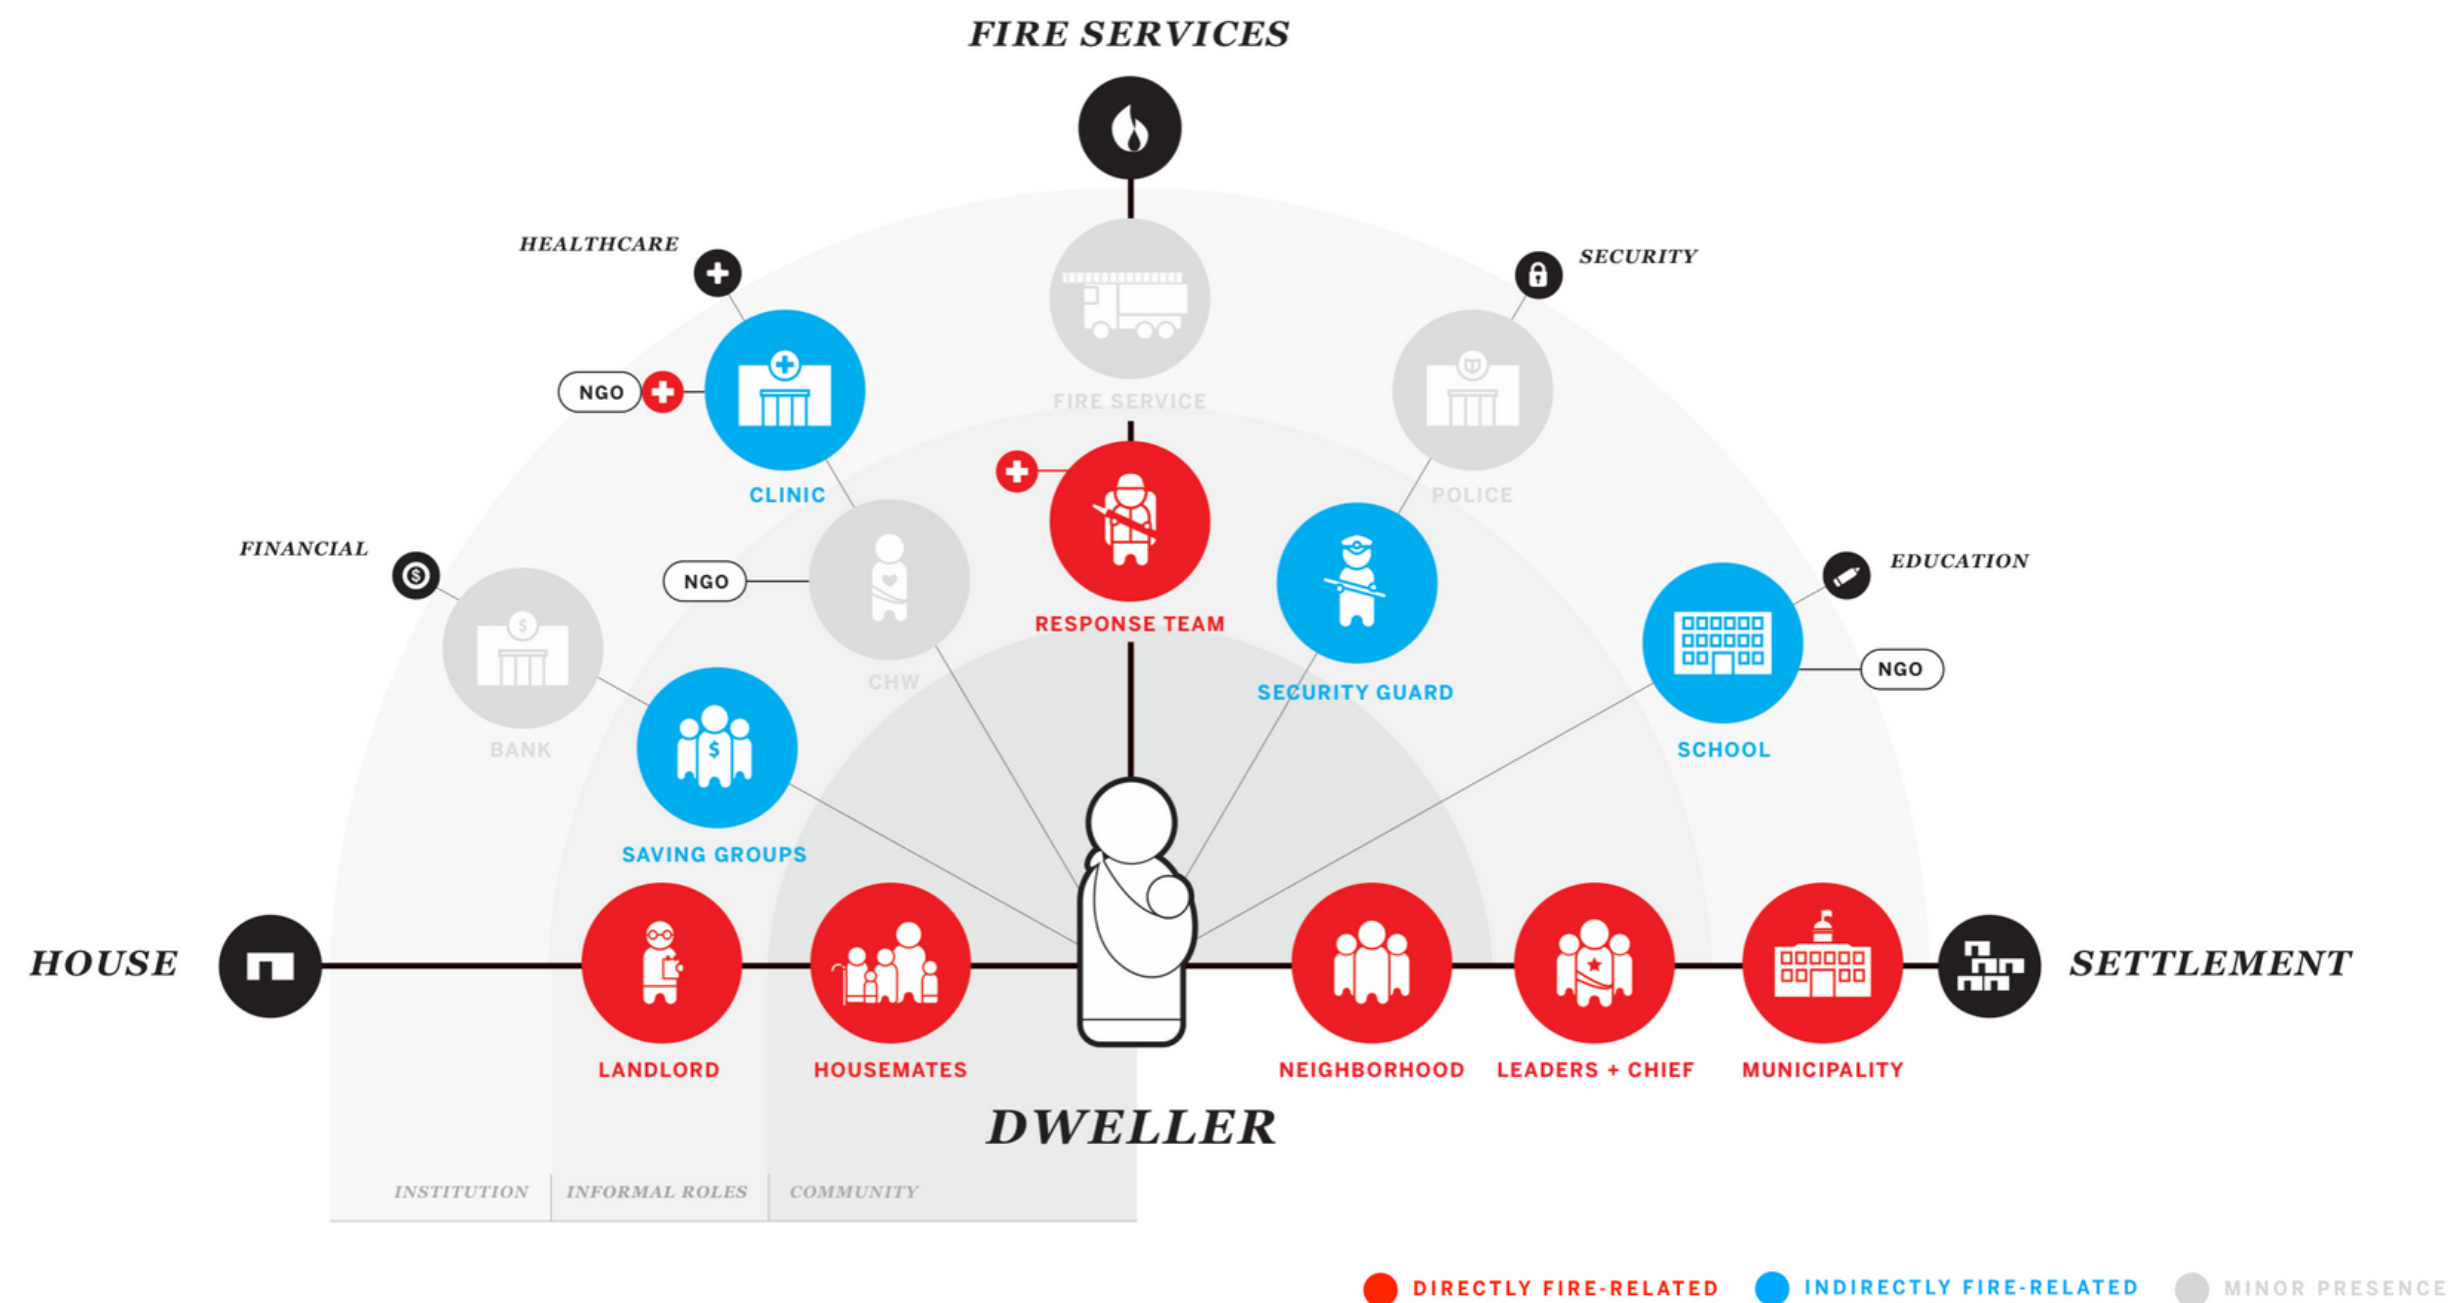 FIRE SERVICES
HEALTHCARE
SECURITY
NGO
FIRE SERVICE
CLINIC
POLICE
FINANCIAL
EDUCATION
NGO
RESPONSE TEAM
NGO
CHW
SECURITY GUARD
BANK
SCHOOL
SAVING GROUPS
HOUSE
SETTLEMENT
LANDLORD
HOUSEMATES
NEIGHBORHOOD
LEADERS + CHIEF
MUNICIPALITY
DWELLER
INSTITUTION
INFORMAL ROLES
COMMUNITY
DIRECTLY FIRE-RELATED
INDIRECTLY FIRE-RELATED
MINOR PRESENCE